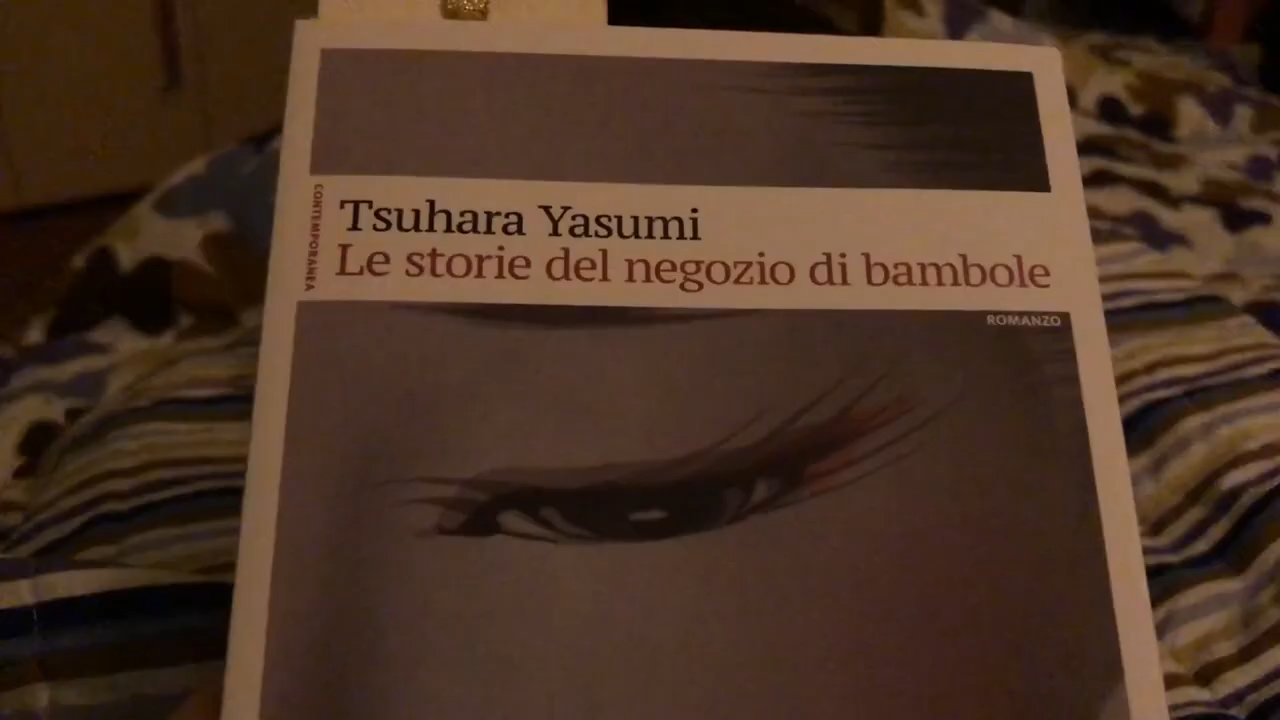 Tsuhara Yasumi
Le storie del negozio di bambole
CONTEMPORANEA
ROMANZO